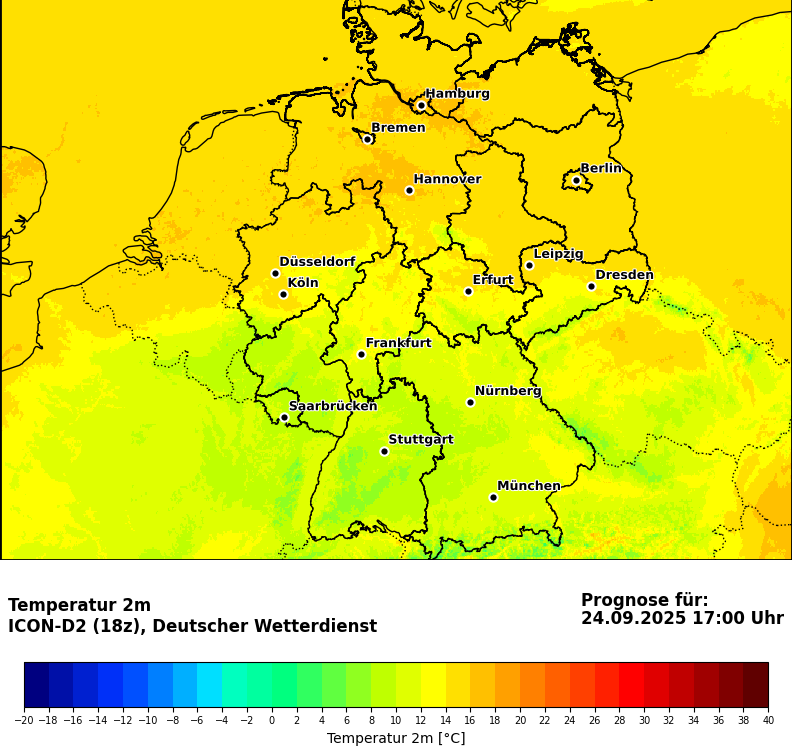 Hamburg
Bremen
Berlin
Hannover
Leipzig
Düsseldorf
Dresden
Köln
Erfurt
Frankfurt
Nürnberg
Saarbrücken
Stuttgart
München
Temperatur 2m
ICON-D2 (18z), Deutscher Wetterdienst
Prognose für:
24.09.2025 17:00 Uhr
−20 −18 −16 −14 −12 −10 −8 −6 −4 −2 0 2 4 6 8 10 12 14 16 18 20 22 24 26 28 30 32 34 36 38 40
Temperatur 2m [°C]